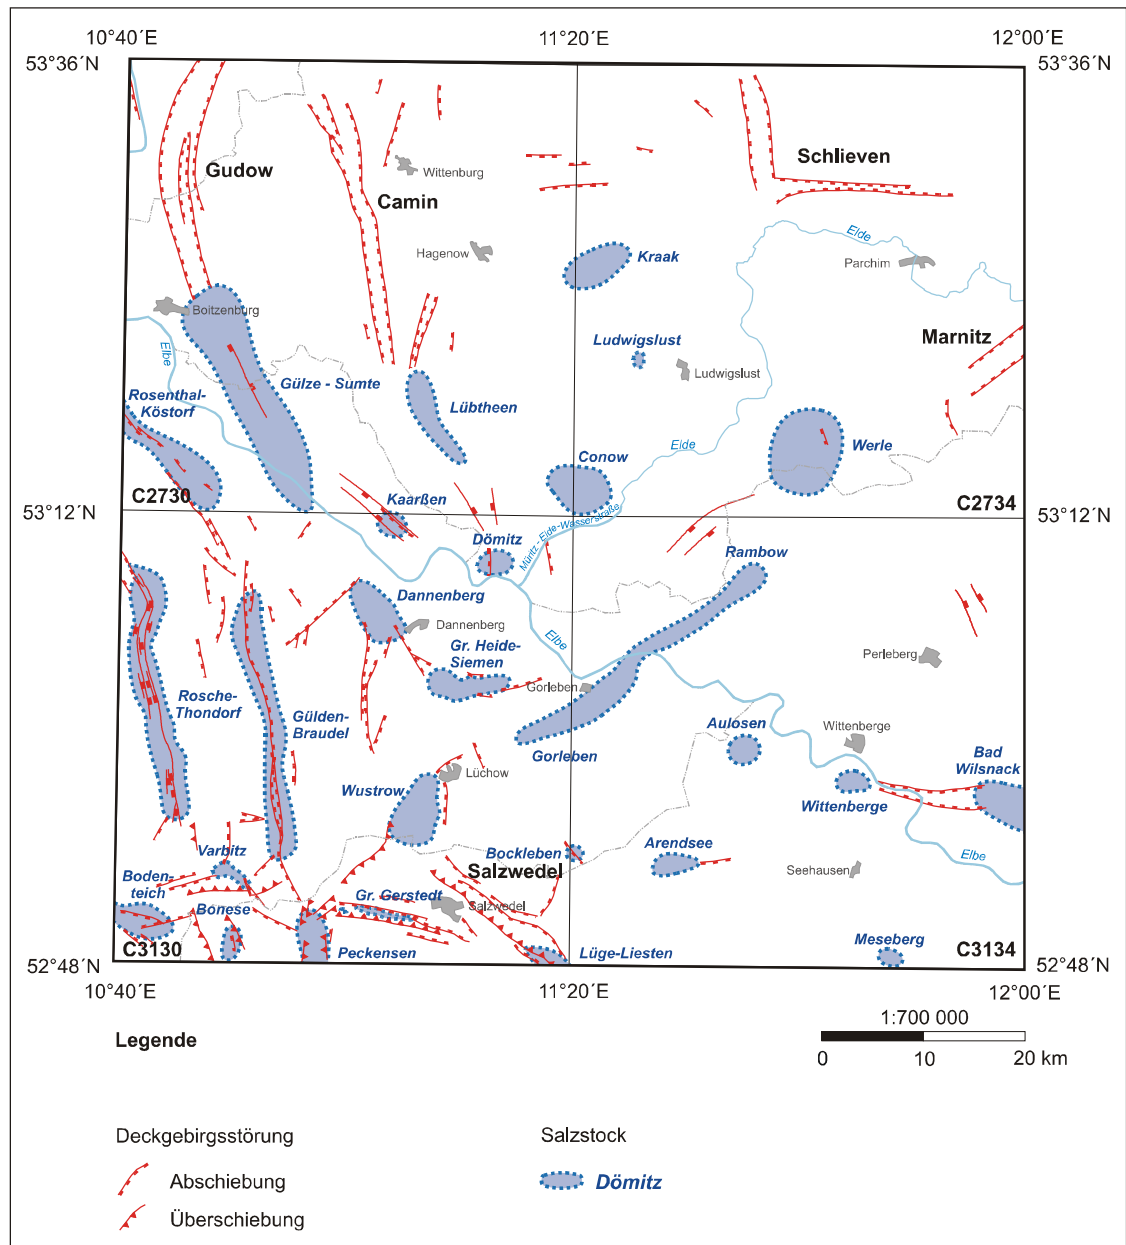 10°40´E
11°20´E
12°00´E
53°36´N
53°36´N
Schlieven
Gudow
Wittenburg
Camin
Elde
Hagenow
Kraak
Parchim
Boitzenburg
Ludwigslust
Marnitz
Elbe
Ludwigslust
Gülze - Sumte
Rosenthal-
Köstorf
Lübtheen
Elde
Werle
Conow
C2730
Kaarßen
C2734
53°12´N
53°12´N
Müritz - Elde-Wasserstraße
Dömitz
Rambow
Dannenberg
Dannenberg
Elbe
Gr. Heide-
Siemen
Perleberg
Rosche-
Thondorf
Gorleben
Gülden-
Braudel
Aulosen
Wittenberge
Gorleben
Bad
Wilsnack
Lüchow
Wustrow
Wittenberge
Varbitz
Bockleben
Arendsee
Elbe
Salzwedel
Seehausen
Boden-
teich
Gr. Gerstedt
Bonese
Salzwedel
C3130
Peckensen
Lüge-Liesten
Meseberg
C3134
52°48´N
52°48´N
10°40´E
11°20´E
12°00´E
1:700 000
Legende
0
10
20 km
Deckgebirgsstörung
Salzstock
Abschiebung
Dömitz
Überschiebung